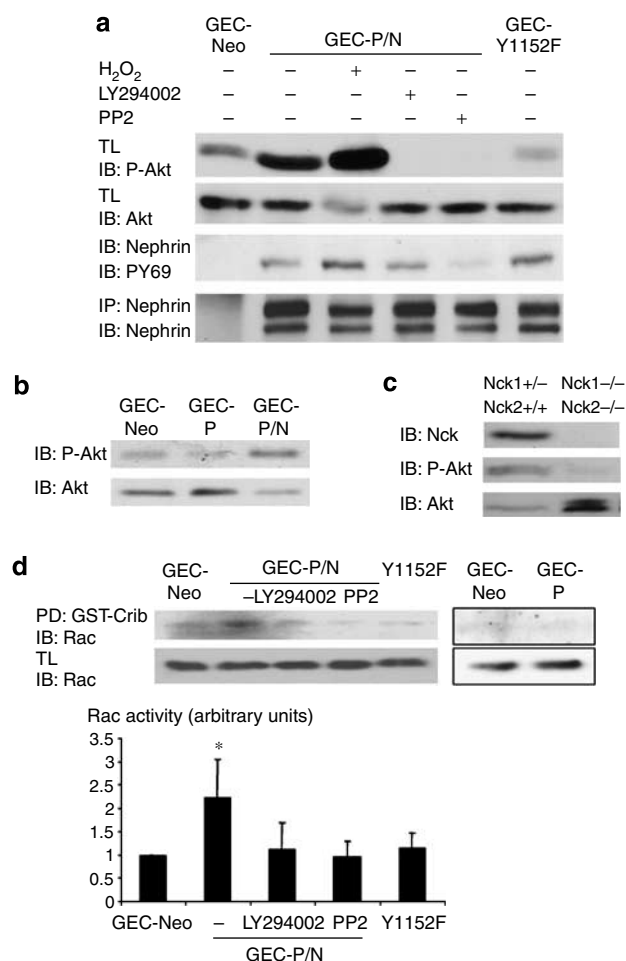 a
GEC-Neo GEC-P/N GEC-Y1152F
H2O2 – – + – – –
LY294002 – – – + – –
PP2 – – – – + –
TL
IB: P-Akt
TL
IB: Akt
IB: Nephrin
IB: PY69
IP: Nephrin
IB: Nephrin
b
GEC-Neo GEC-P GEC-P/N
IB: P-Akt
IB: Akt
c
Nck1+/– Nck1–/–
Nck2+/+ Nck2–/–
IB: Nck
IB: P-Akt
IB: Akt
d
GEC-Neo GEC-P/N Y1152F GEC-Neo GEC-P
–LY294002 PP2
PD: GST-Crib
IB: Rac
TL
IB: Rac
Rac activity (arbitrary units)
3.5
3
2.5
2
1.5
1
0.5
0
*
GEC-Neo – LY294002 PP2 Y1152F
GEC-P/N